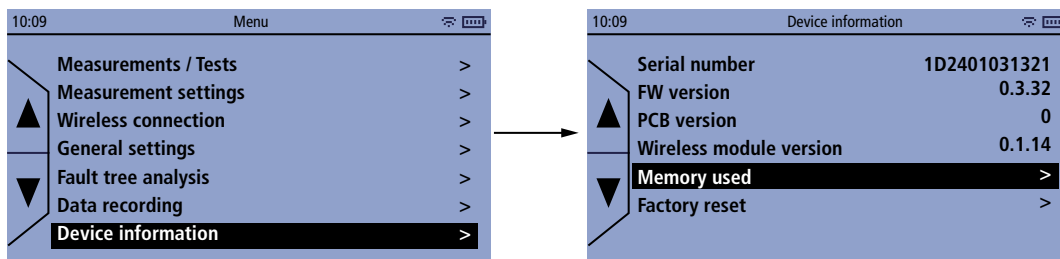 10:09 Menu
Measurements / Tests >
Measurement settings >
Wireless connection >
General settings >
Fault tree analysis >
Data recording >
Device information >
10:09 Device information
Serial number 1D2401031321
FW version 0.3.32
PCB version 0
Wireless module version 0.1.14
Memory used >
Factory reset >